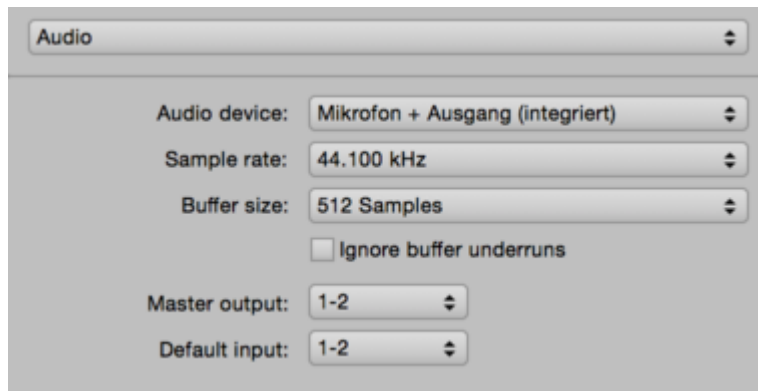 Audio
Audio device: Mikrofon + Ausgang (integriert)
Sample rate: 44.100 kHz
Buffer size: 512 Samples
Ignore buffer underruns
Master output: 1-2
Default input: 1-2